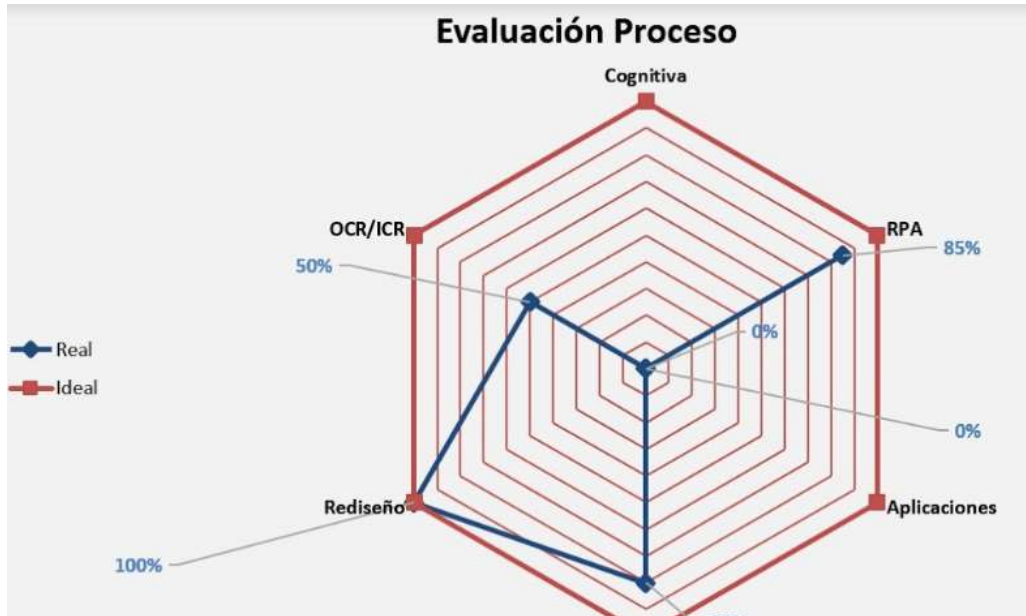 Evaluación Proceso
Cognitiva
OCR/ICR
RPA
50%
85%
0%
Real
Ideal
0%
Rediseño
Aplicaciones
100%